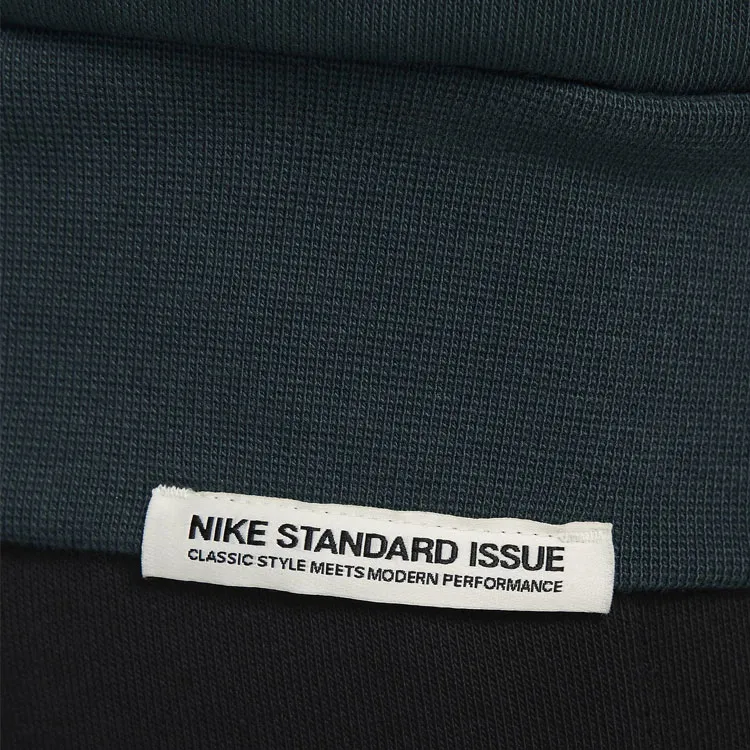 NIKE STANDARD ISSUE
CLASSIC STYLE MEETS MODERN PERFORMANCE